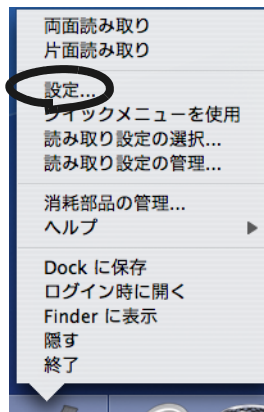 両面読み取り
片面読み取り
設定...
クイックメニューを使用
読み取り設定の選択...
読み取り設定の管理...
消耗部品の管理...
ヘルプ
Dock に保存
ログイン時に開く
Finder に表示
隠す
終了